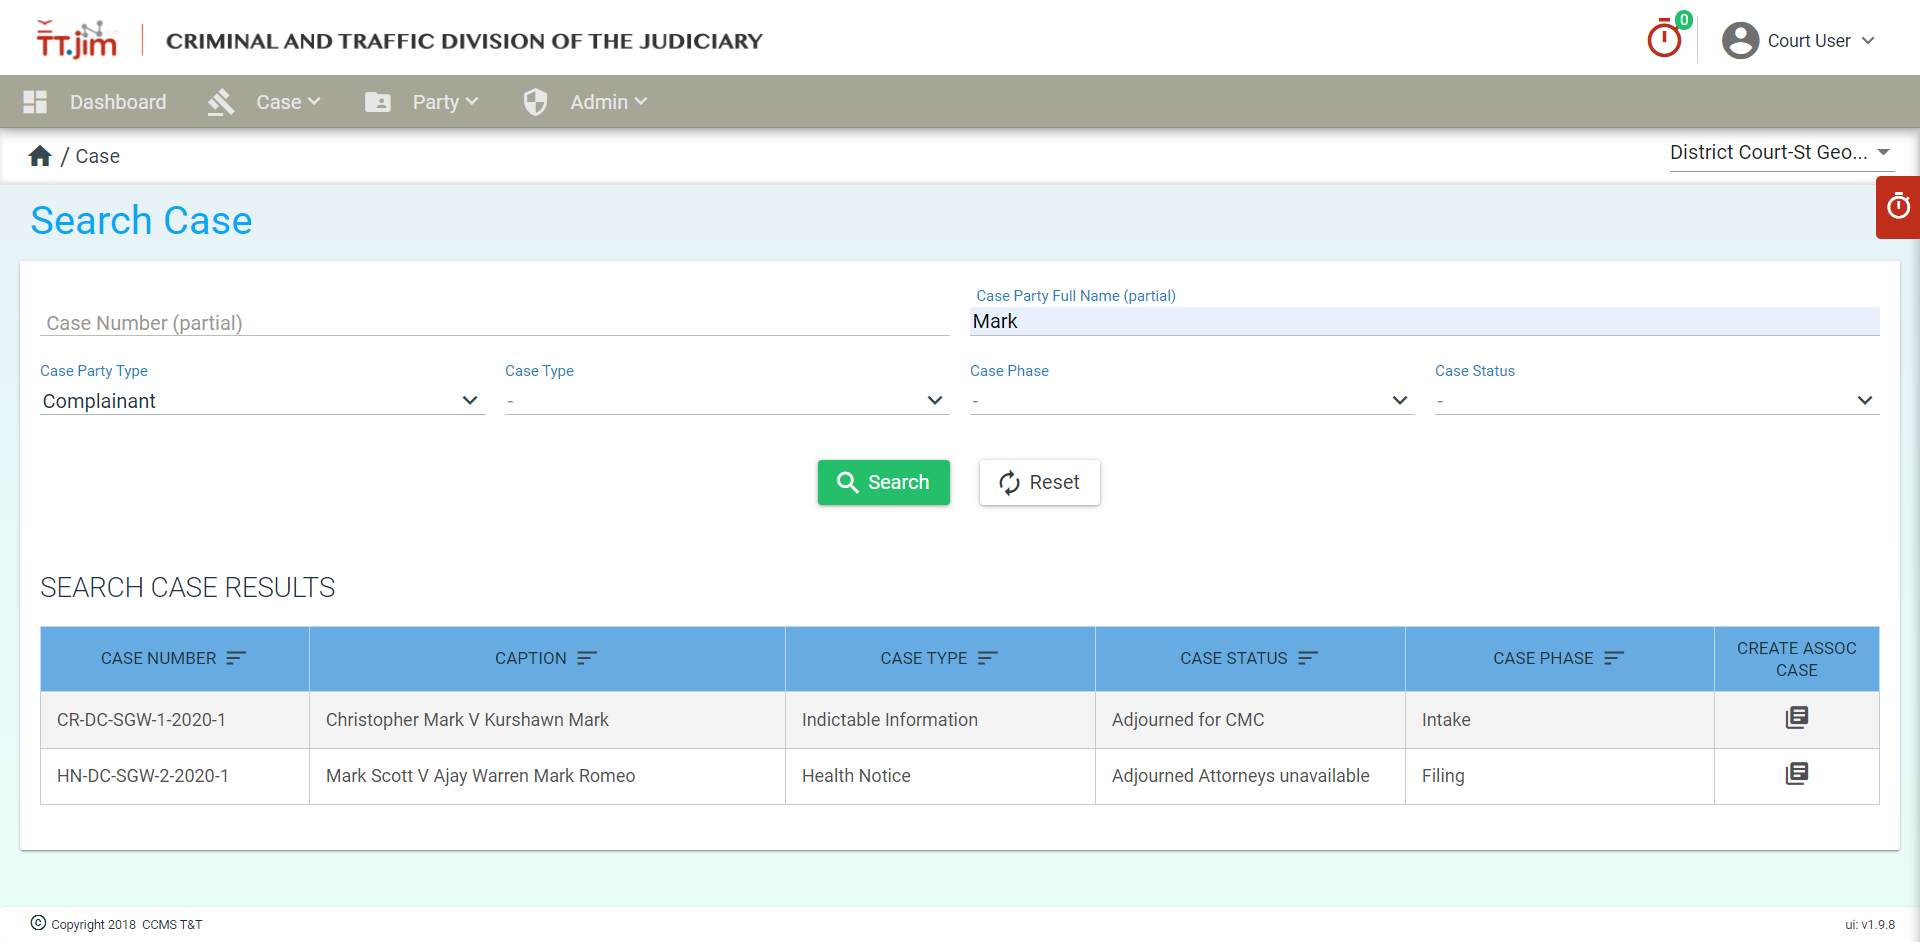 TT.jim
CRIMINAL AND TRAFFIC DIVISION OF THE JUDICIARY
0
Court User
Dashboard
Case
Party
Admin
/ Case
District Court-St Geo...
Search Case
Case Number (partial)
Case Party Full Name (partial)
Mark
Case Party Type
Case Type
Case Phase
Case Status
Complainant
-
-
-
Search
Reset
SEARCH CASE RESULTS
CASE NUMBER
CAPTION
CASE TYPE
CASE STATUS
CASE PHASE
CREATE ASSOC
CASE
CR-DC-SGW-1-2020-1
Christopher Mark V Kurshawn Mark
Indictable Information
Adjourned for CMC
Intake
HN-DC-SGW-2-2020-1
Mark Scott V Ajay Warren Mark Romeo
Health Notice
Adjourned Attorneys unavailable
Filing
© Copyright 2018 CCMS T&T
ui: v1.9.8